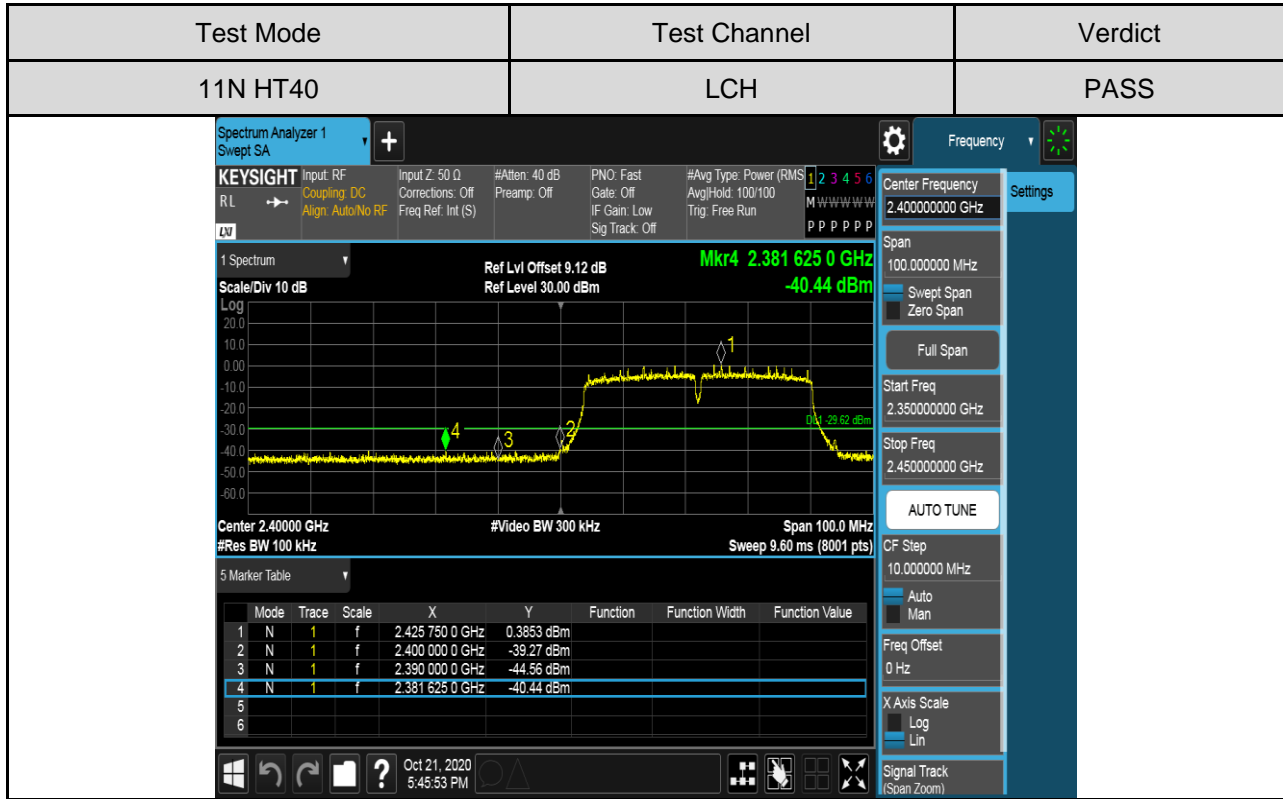 Test Mode Test Channel Verdict
11N HT40 LCH PASS
Spectrum Analyzer 1
Swept SA
+
Frequency
KEYSIGHT Input: RF Input Z: 50 Ω #Atten: 40 dB PNO: Fast #Avg Type: Power (RMS 1 2 3 4 5 6
RL Coupling: DC Corrections: Off Preamp: Off Gate: Off Avg|Hold: 100/100 M W W W W W
Align: Auto/No RF Freq Ref: Int (S) IF Gain: Low Trig: Free Run
LXI Sig Track: Off P P P P P P
Center Frequency
2.400000000 GHz
Settings
1 Spectrum
Ref Lvl Offset 9.12 dB Mkr4 2.381 625 0 GHz
Scale/Div 10 dB Ref Level 30.00 dBm -40.44 dBm
Log
20.0
10.0
0.00
-10.0
-20.0
-30.0
-40.0
-50.0
-60.0
1
DL1 -29.62 dBm
4
3
2
Center 2.40000 GHz #Video BW 300 kHz Span 100.0 MHz
#Res BW 100 kHz Sweep 9.60 ms (8001 pts)
Span
100.000000 MHz
Swept Span
Zero Span
Full Span
Start Freq
2.350000000 GHz
Stop Freq
2.450000000 GHz
AUTO TUNE
CF Step
10.000000 MHz
Auto
Man
Freq Offset
0 Hz
X Axis Scale
Log
Lin
Signal Track
(Span Zoom)
5 Marker Table
Mode Trace Scale X Y Function Function Width Function Value
1 N 1 f 2.425 750 0 GHz 0.3853 dBm
2 N 1 f 2.400 000 0 GHz -39.27 dBm
3 N 1 f 2.390 000 0 GHz -44.56 dBm
4 N 1 f 2.381 625 0 GHz -40.44 dBm
5
6
? Oct 21, 2020
5:45:53 PM